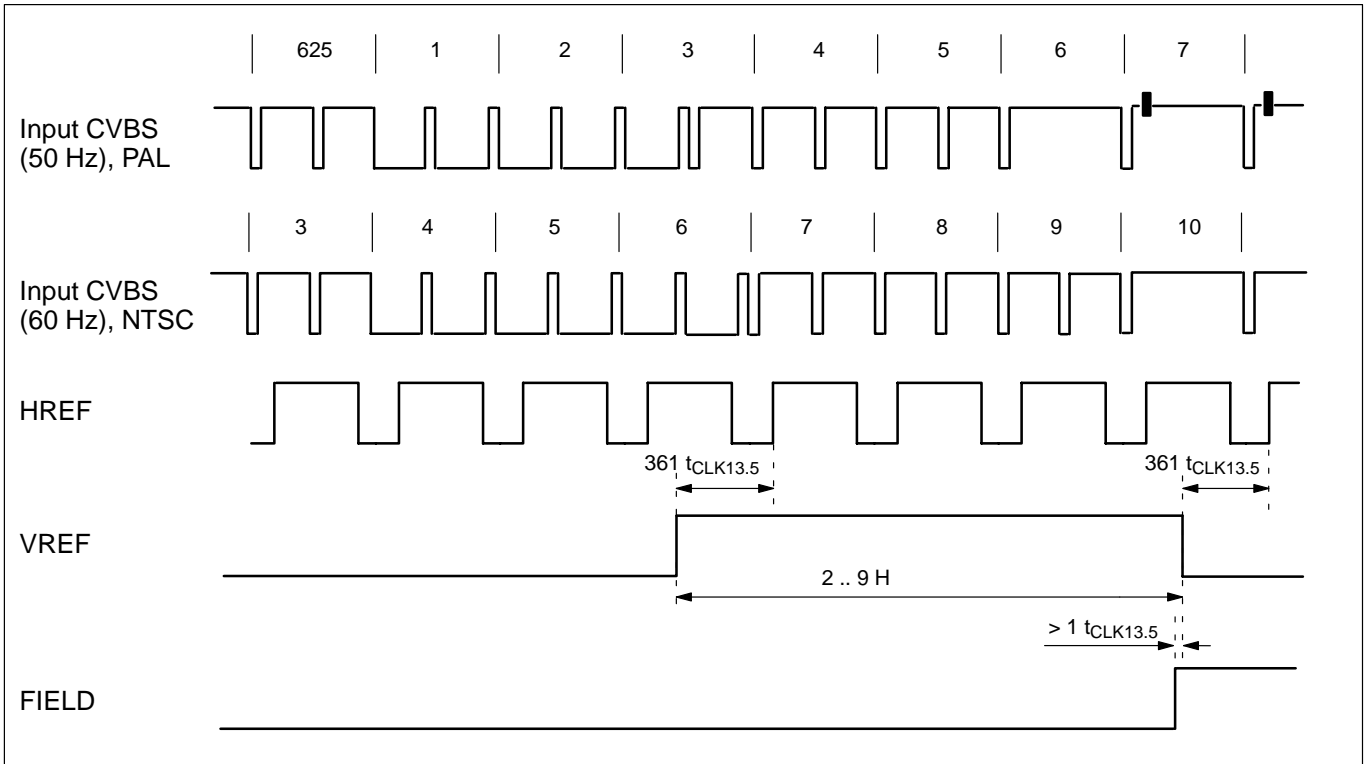 625 1 2 3 4 5 6 7
Input CVBS
(50 Hz), PAL
3 4 5 6 7 8 9 10
Input CVBS
(60 Hz), NTSC
HREF
361 tCLK13.5 361 tCLK13.5
VREF
2 .. 9 H
> 1 tCLK13.5
FIELD